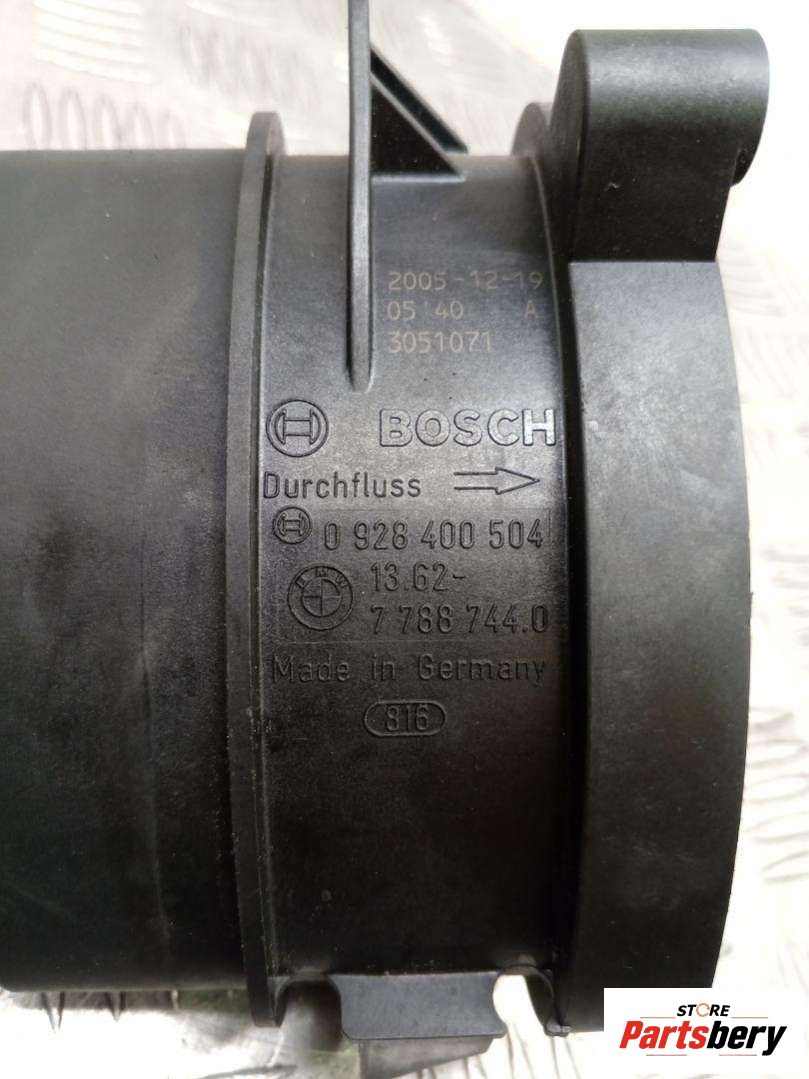 2005-12-19
05 40 A
3051071
BOSCH
Durchfluss
0 928 400 504
BMW
13.62-
7 788 744.0
Made in Germany
816
STORE
Partsbery